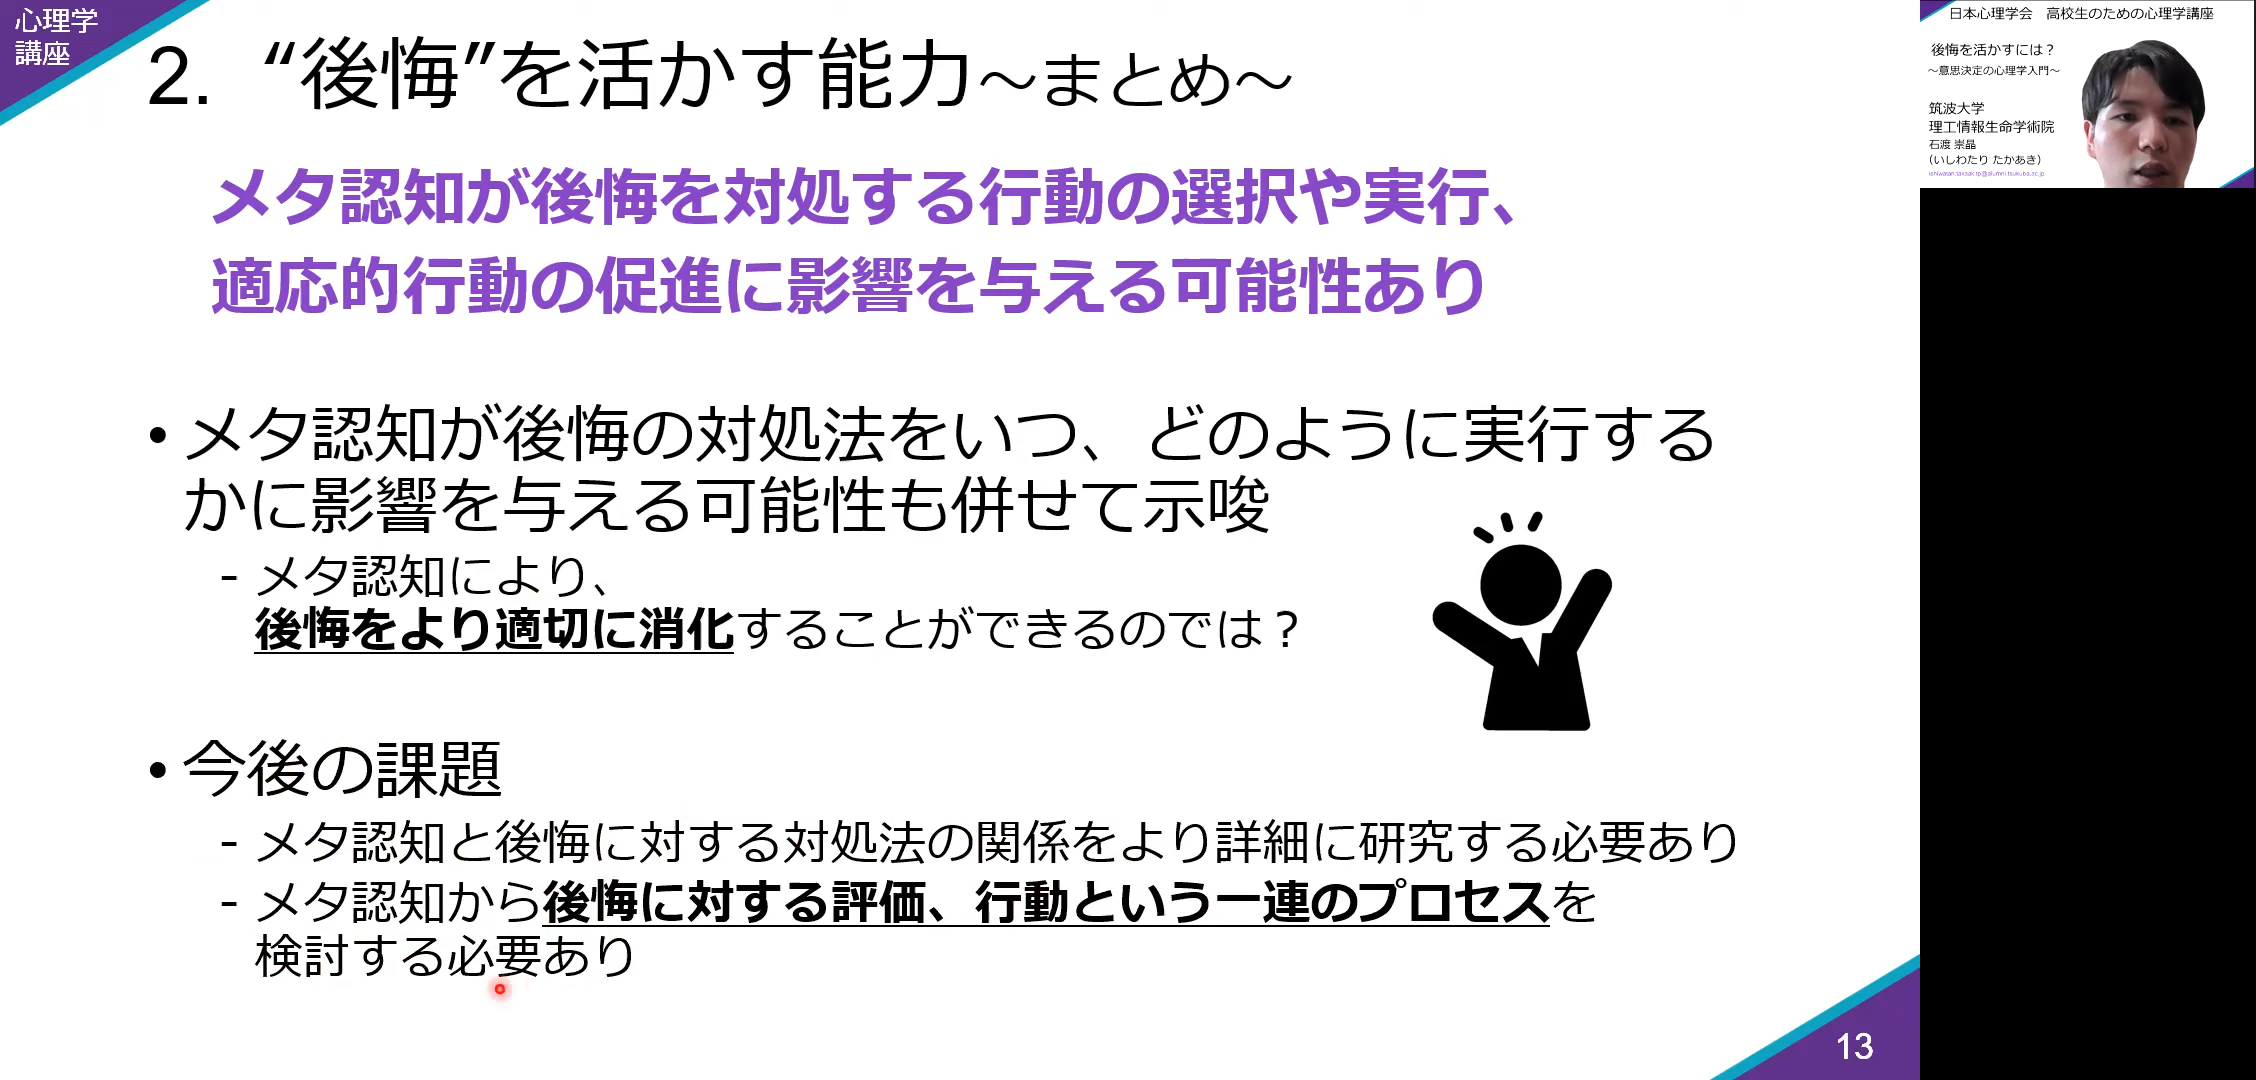 心理学
講座
2. “後悔”を活かす能力～まとめ～
メタ認知が後悔を対処する行動の選択や実行、
適応的行動の促進に影響を与える可能性あり
•メタ認知が後悔の対処法をいつ、どのように実行する
かに影響を与える可能性も併せて示唆
- メタ認知により、
後悔をより適切に消化することができるのでは？
•今後の課題
- メタ認知と後悔に対する対処法の関係をより詳細に研究する必要あり
- メタ認知から後悔に対する評価、行動という一連のプロセスを
検討する必要あり
13
日本心理学会 高校生のための心理学講座
後悔を活かすには？
～意思決定の心理学入門～
筑波大学
理工情報生命学術院
石渡 崇晶
（いしわたり たかあき）